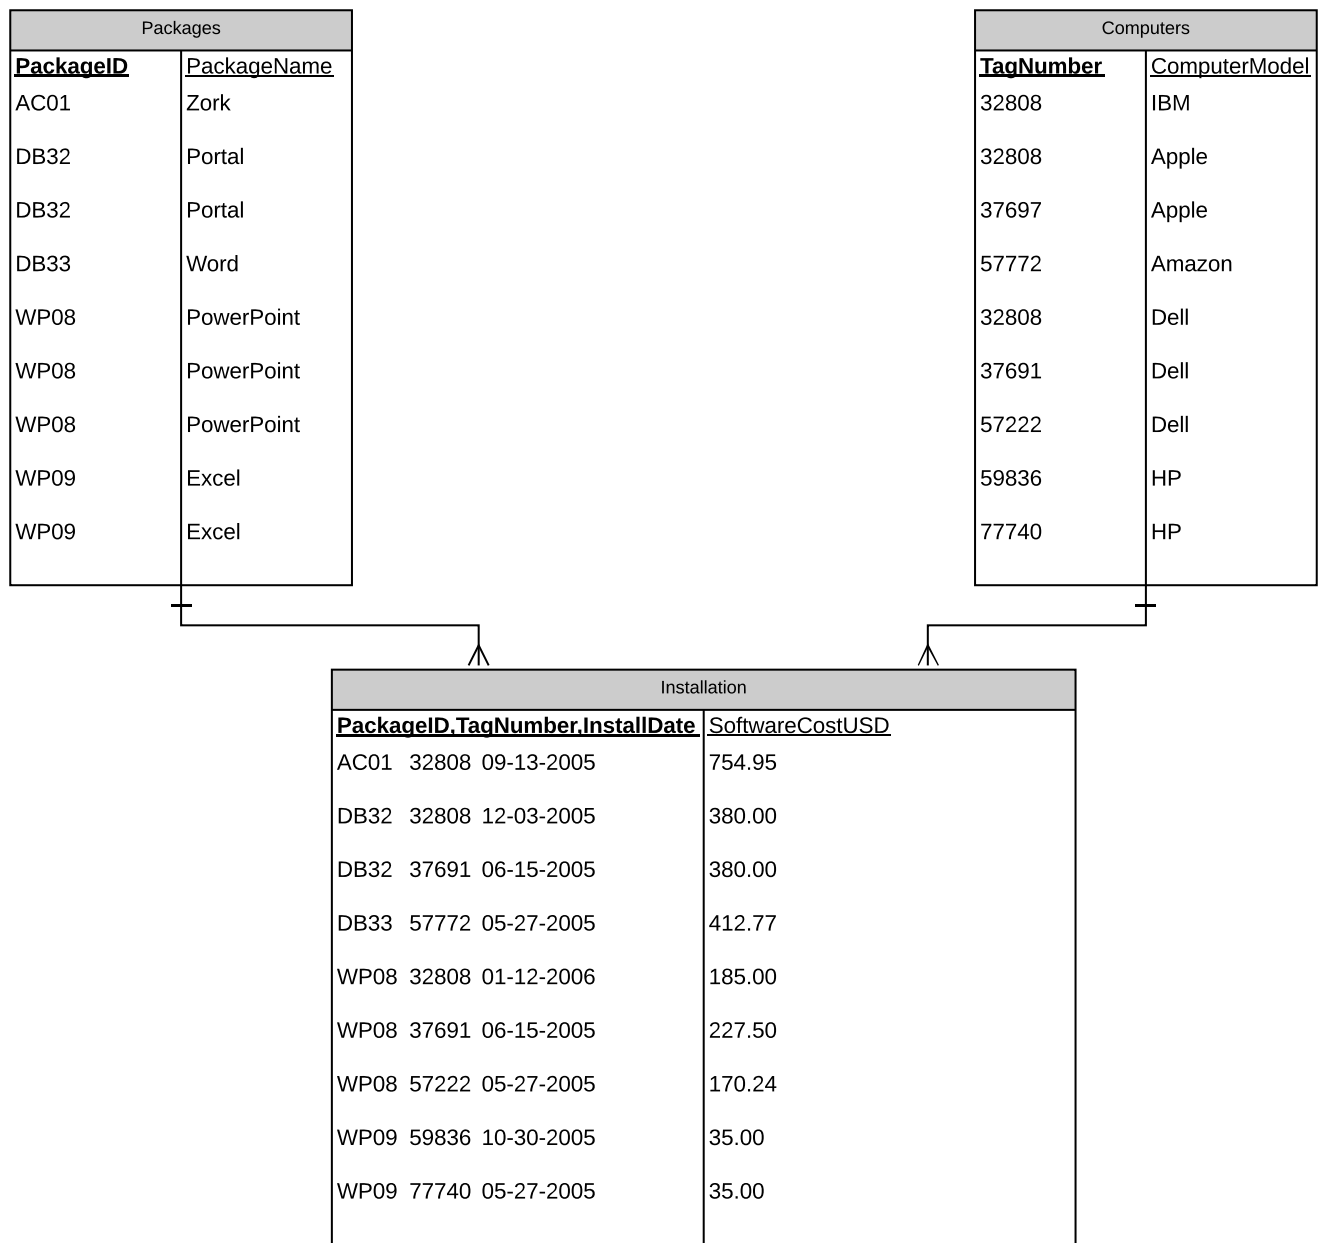 Packages
PackageID PackageName
AC01 Zork
DB32 Portal
DB32 Portal
DB33 Word
WP08 PowerPoint
WP08 PowerPoint
WP08 PowerPoint
WP09 Excel
WP09 Excel
Computers
TagNumber ComputerModel
32808 IBM
32808 Apple
37697 Apple
57772 Amazon
32808 Dell
37691 Dell
57222 Dell
59836 HP
77740 HP
Installation
PackageID,TagNumber,InstallDate SoftwareCostUSD
AC01 32808 09-13-2005 754.95
DB32 32808 12-03-2005 380.00
DB32 37691 06-15-2005 380.00
DB33 57772 05-27-2005 412.77
WP08 32808 01-12-2006 185.00
WP08 37691 06-15-2005 227.50
WP08 57222 05-27-2005 170.24
WP09 59836 10-30-2005 35.00
WP09 77740 05-27-2005 35.00